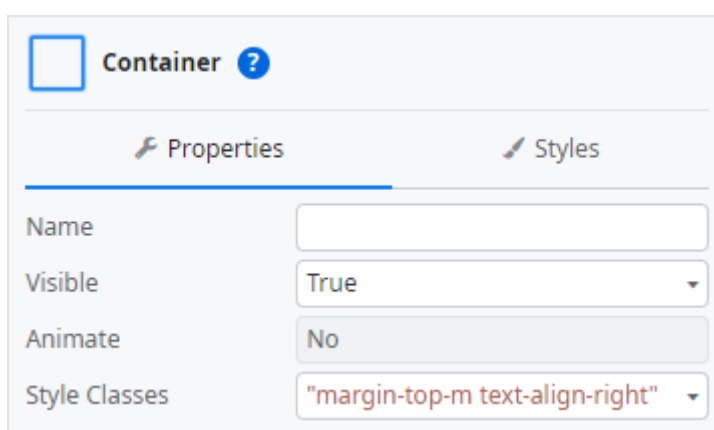 Container ?
Properties Styles
Name
Visible True
Animate No
Style Classes "margin-top-m text-align-right"